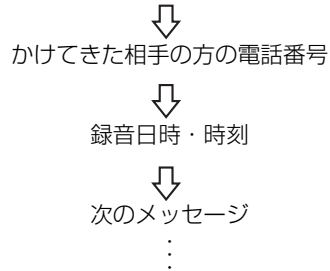 かけてきた相手の方の電話番号
録音日時・時刻
次のメッセージ